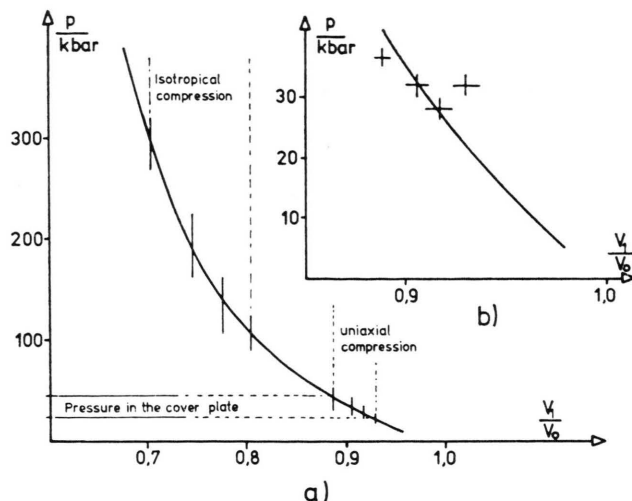 p
kbar
Isotropical
compression
300
200
100
uniaxial
compression
Pressure in the cover plate
0,7
0,8
0,9
1,0
V₁
V₀
a)
p
kbar
30
20
10
0,9
1,0
V₁
V₀
b)